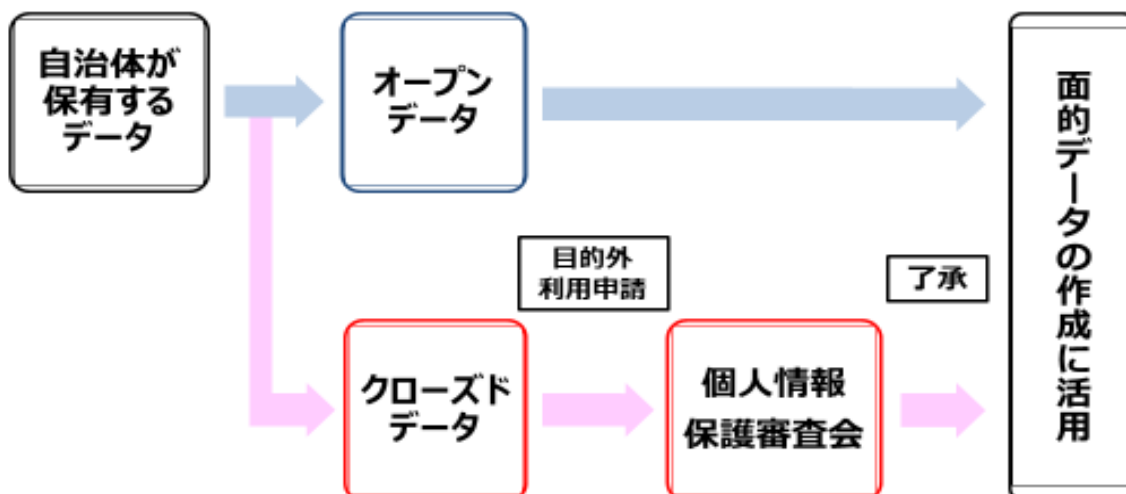 自治体が
保有する
データ
オープン
データ
目的外
利用申請
了承
クローズド
データ
個人情報
保護審査会
面的データの作成に活用